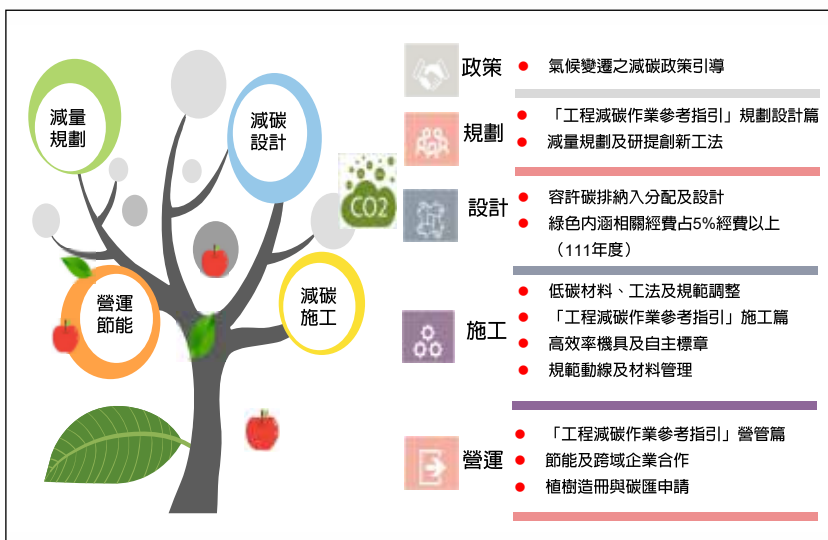 減量
規劃
減碳
設計
營運
節能
減碳
施工
CO2
政策
氣候變遷之減碳政策引導
規劃
「工程減碳作業參考指引」規劃設計篇
減量規劃及研提創新工法
設計
容許碳排納入分配及設計
綠色內涵相關經費占5%經費以上
（111年度）
施工
低碳材料、工法及規範調整
「工程減碳作業參考指引」施工篇
高效率機具及自主標章
規範動線及材料管理
營運
「工程減碳作業參考指引」營管篇
節能及跨域企業合作
植樹造冊與碳匯申請